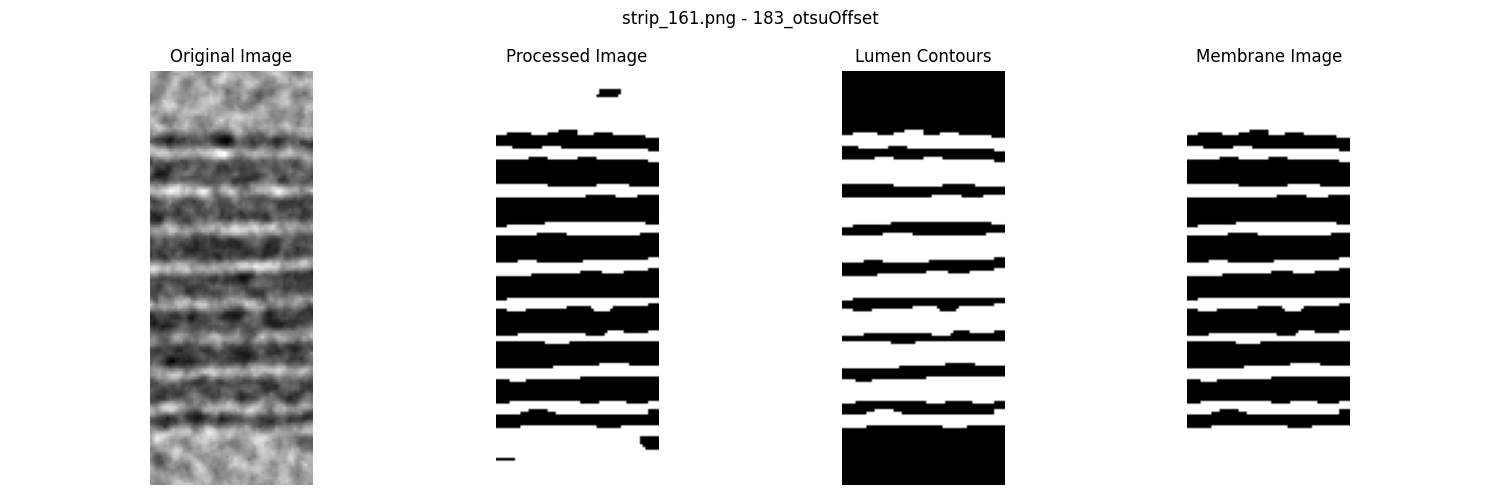 strip_161.png - 183_otsuOffset
Original Image
Processed Image
Lumen Contours
Membrane Image